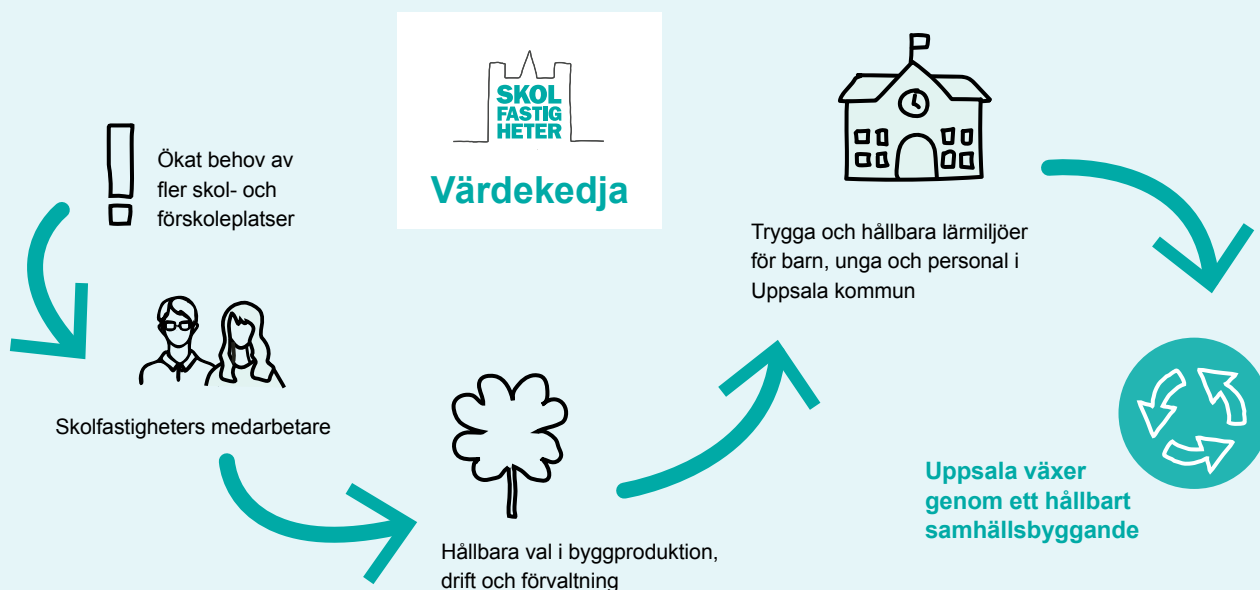 SKOL
FASTIG
HETER
Värdekedja
Ökat behov av
fler skol- och
förskoleplatser
Skolfastigheters medarbetare
Hållbara val i byggproduktion,
drift och förvaltning
Trygga och hållbara lärmiljöer
för barn, unga och personal i
Uppsala kommun
Uppsala växer
genom ett hållbart
samhällsbyggande